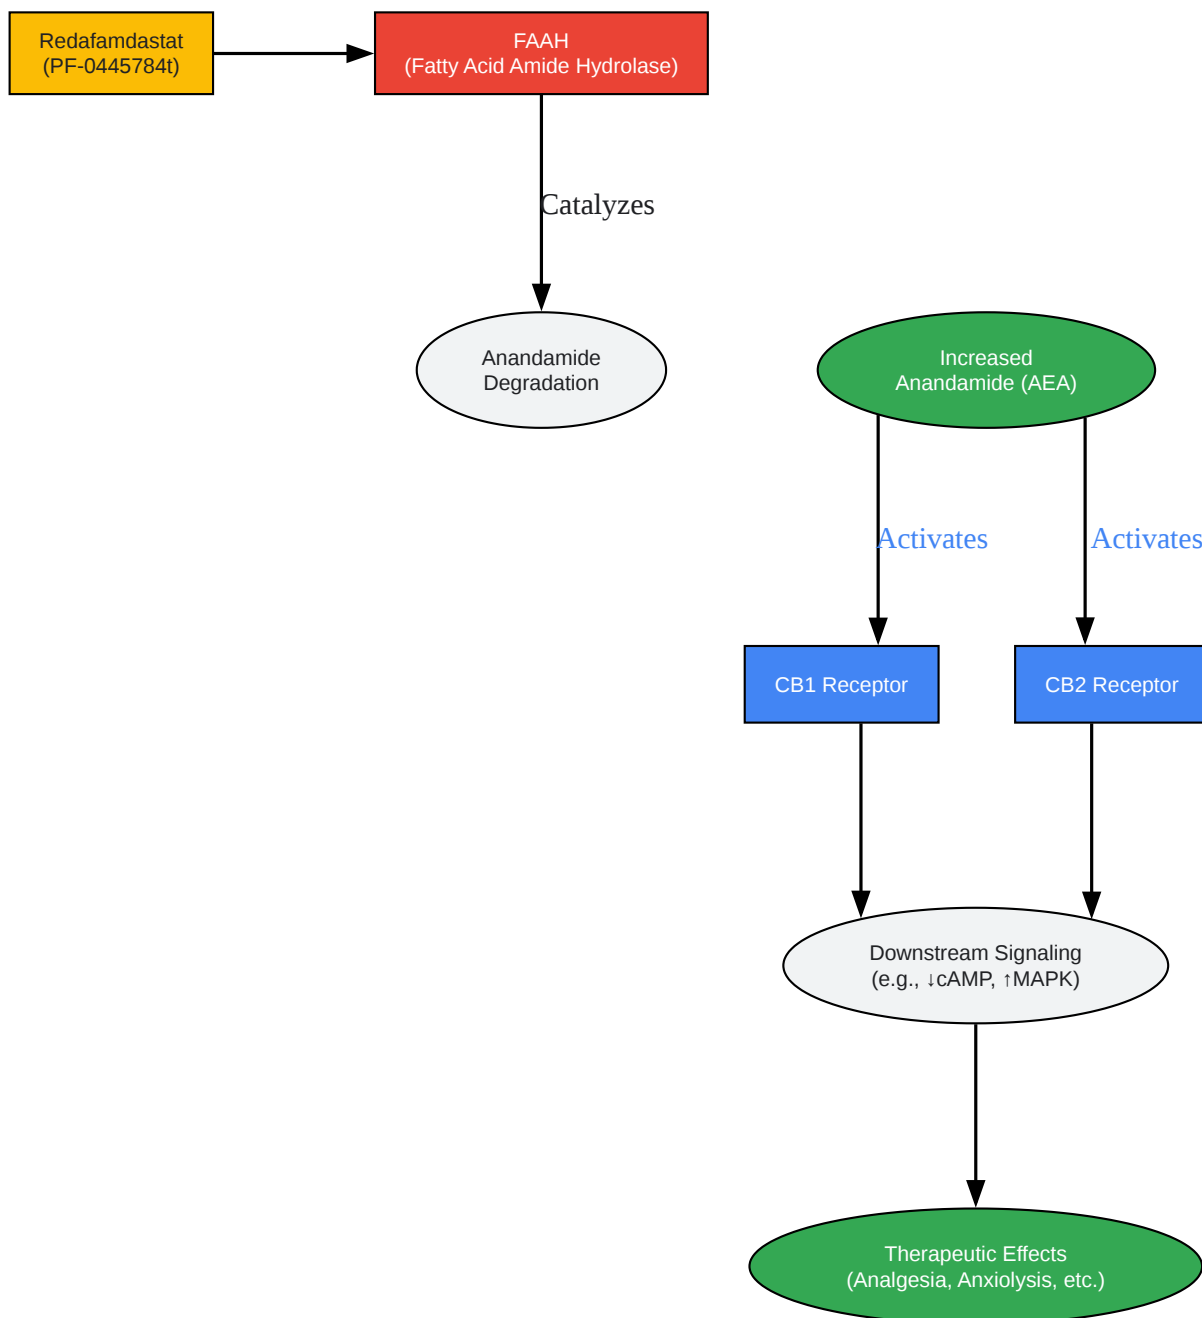 Redafamdastat
(PF-0445784t)
FAAH
(Fatty Acid Amide Hydrolase)
Catalyzes
Anandamide
Degradation
Increased
Anandamide (AEA)
Activates
Activates
CB1 Receptor
CB2 Receptor
Downstream Signaling
(e.g., ↓cAMP, ↑MAPK)
Therapeutic Effects
(Analgesia, Anxiolysis, etc.)